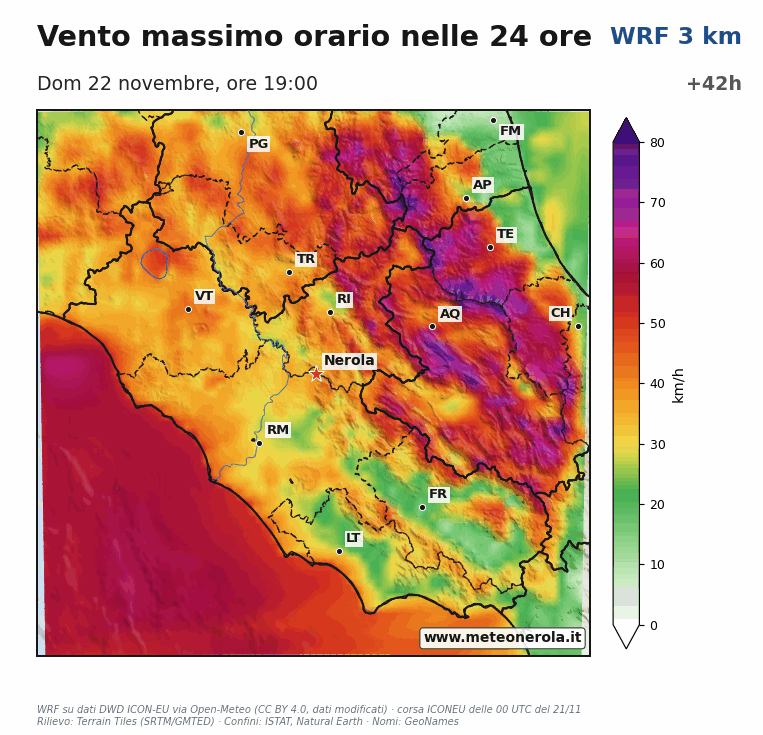 Vento massimo orario nelle 24 ore WRF 3 km
Dom 22 novembre, ore 19:00 +42h
FM
PG
AP
TE
TR
VT
RI
AQ
CH
Nerola
RM
FR
LT
www.meteonerola.it
80
70
60
50
40
30
20
10
0
km/h
WRF su dati DWD ICON-EU via Open-Meteo (CC BY 4.0, dati modificati) · corsa ICONEU delle 00 UTC del 21/11
Rilievo: Terrain Tiles (SRTM/GMTED) · Confini: ISTAT, Natural Earth · Nomi: GeoNames